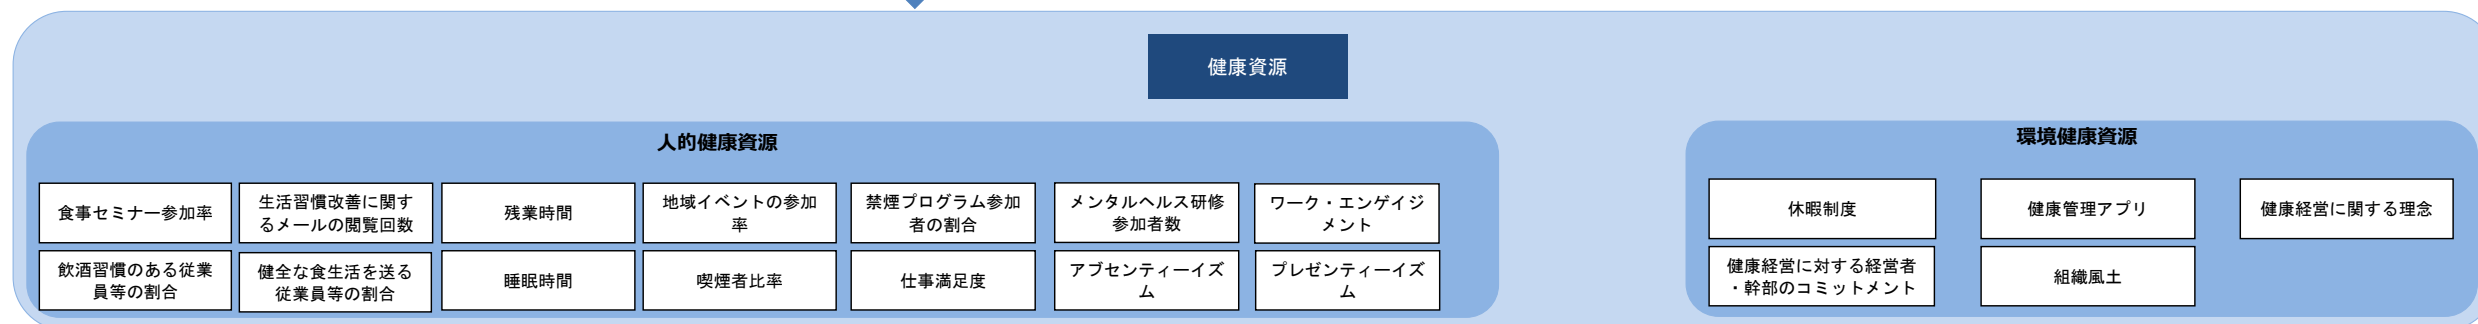 健康資源
人的健康資源
食事セミナー参加率
生活習慣改善に関す
るメールの閲覧回数
残業時間
地域イベントの参加
率
禁煙プログラム参加
者の割合
メンタルヘルス研修
参加者数
ワーク・エンゲイジ
メント
飲酒習慣のある従業
員等の割合
健全な食生活を送る
従業員等の割合
睡眠時間
喫煙者比率
仕事満足度
アブセンティーイズ
ム
プレゼンティーイズ
ム
環境健康資源
休暇制度
健康管理アプリ
健康経営に関する理念
健康経営に対する経営者
・幹部のコミットメント
組織風土